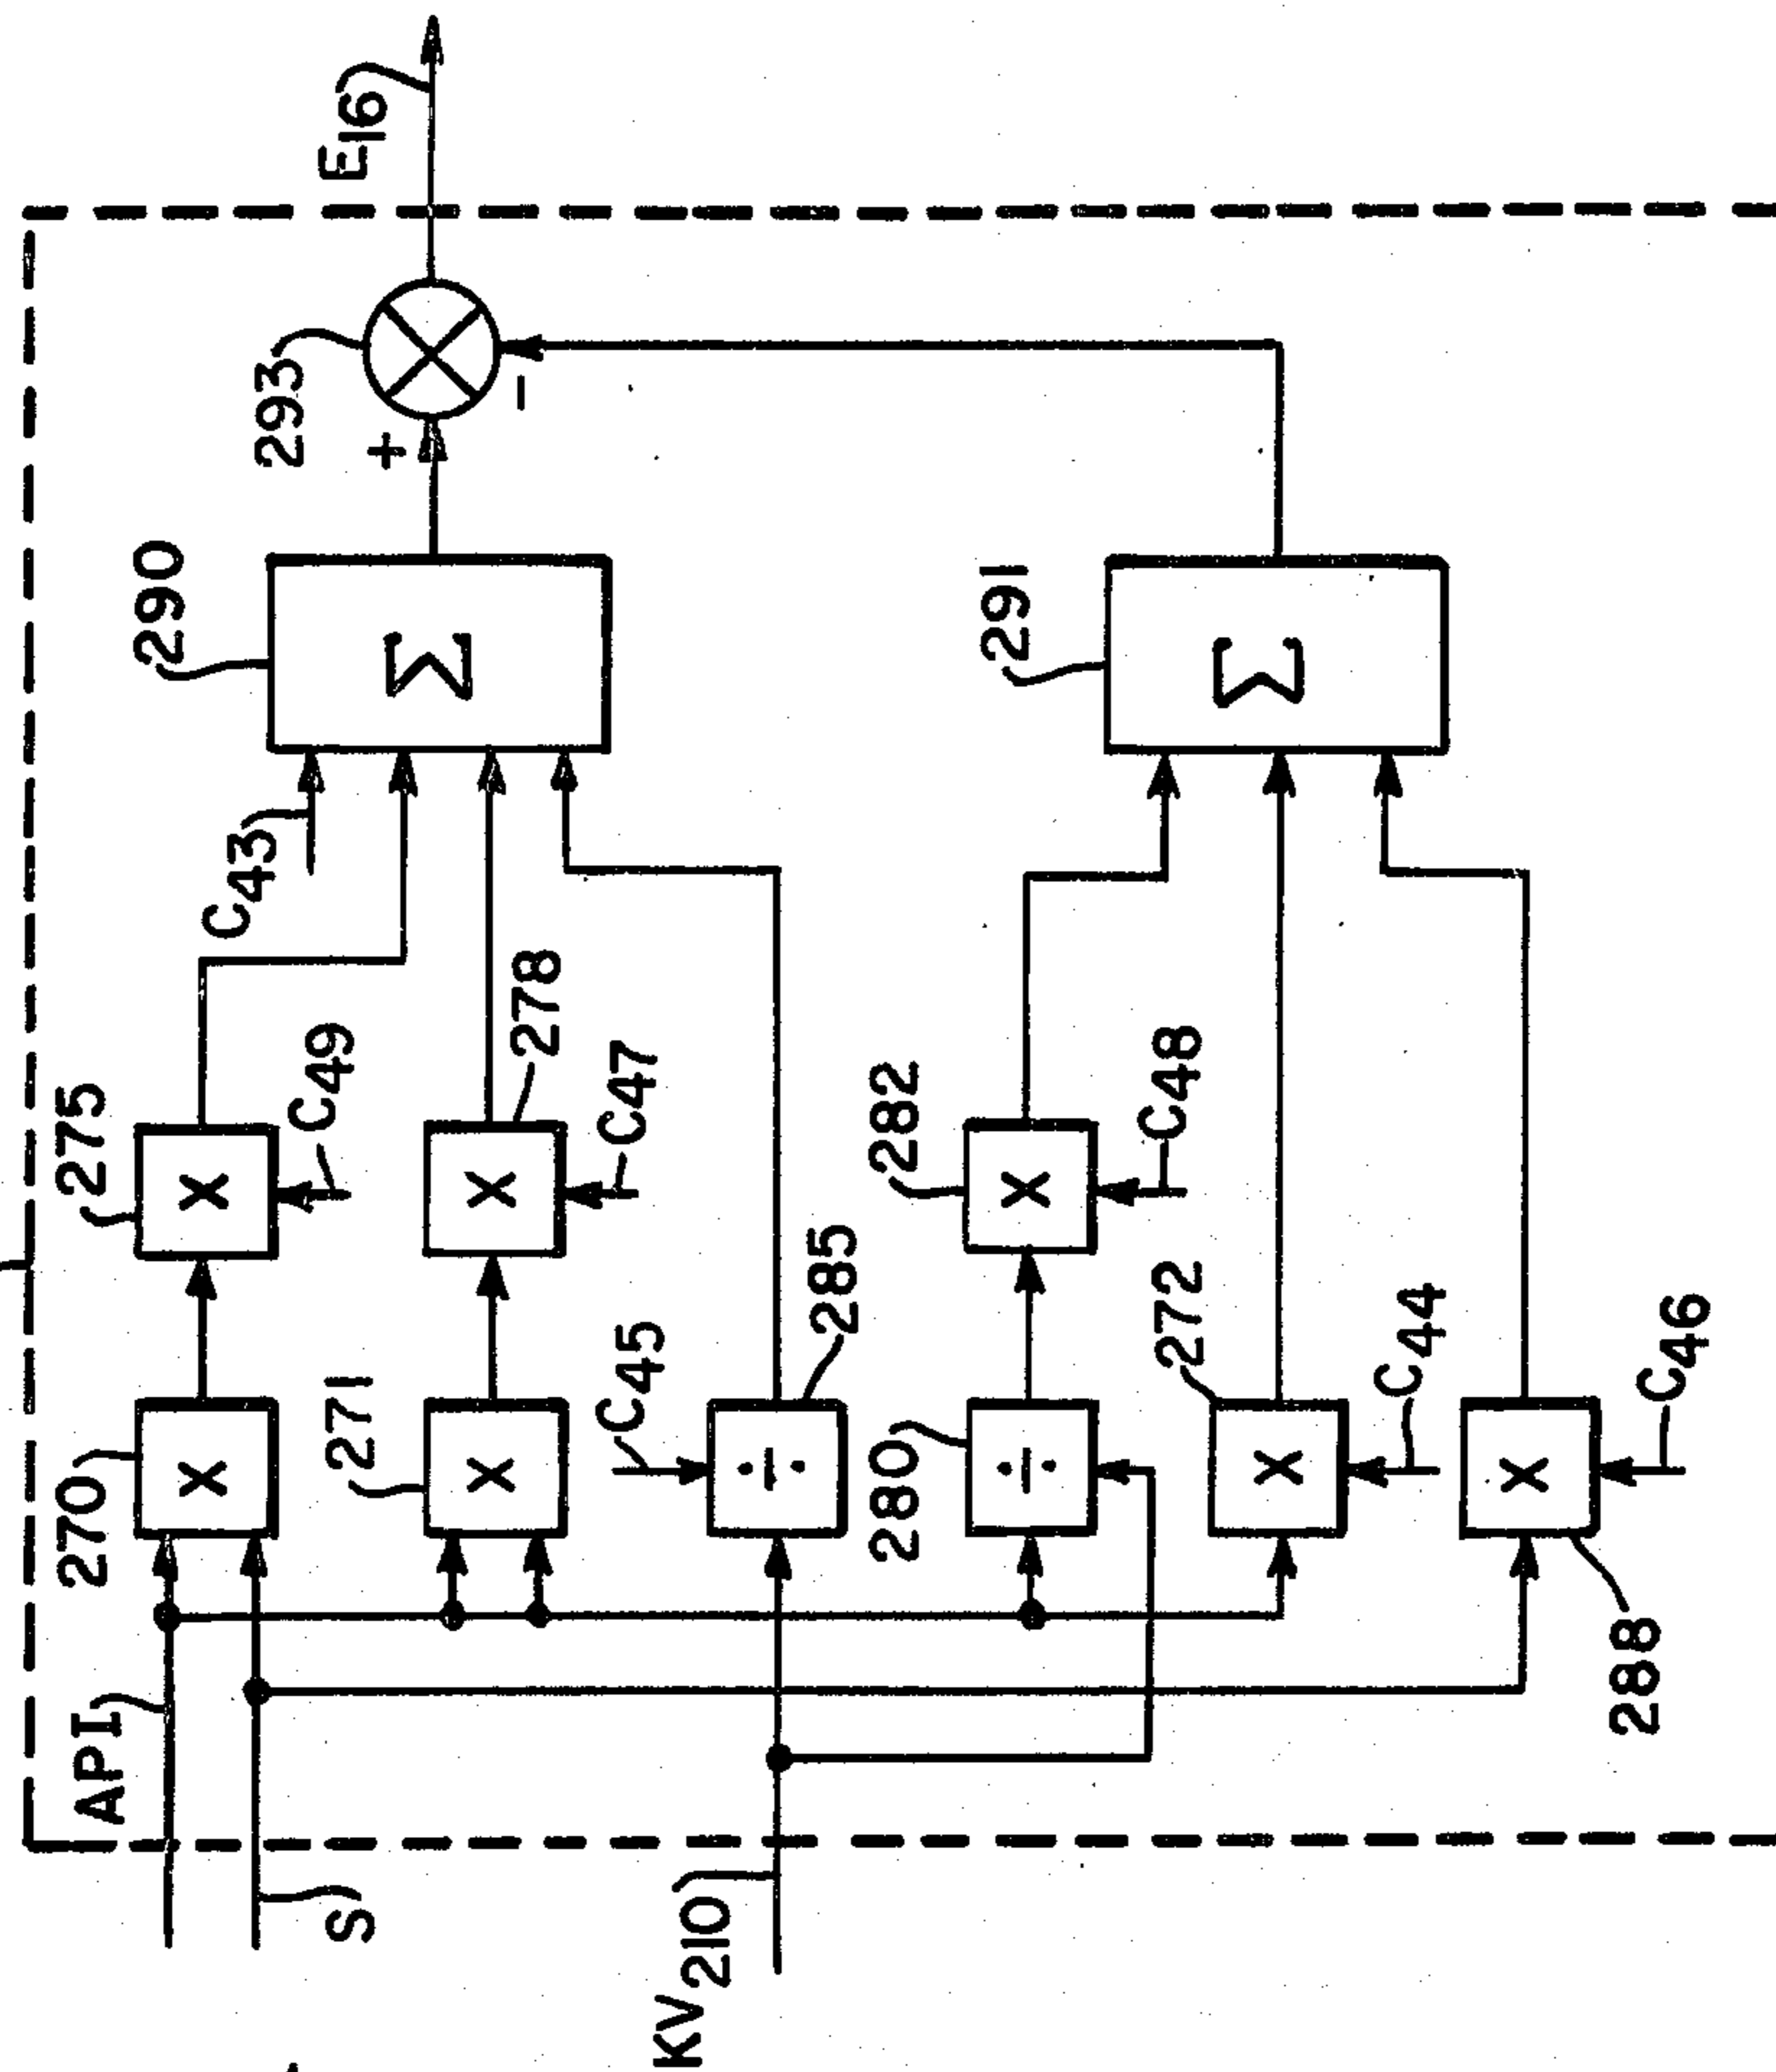 API
S
KV210
270
X
275
X
C49
C43
290
Σ
293
+
-
E16
271
X
278
X
C47
C45
÷
285
280
÷
282
X
C48
291
Σ
272
X
C44
288
X
C46